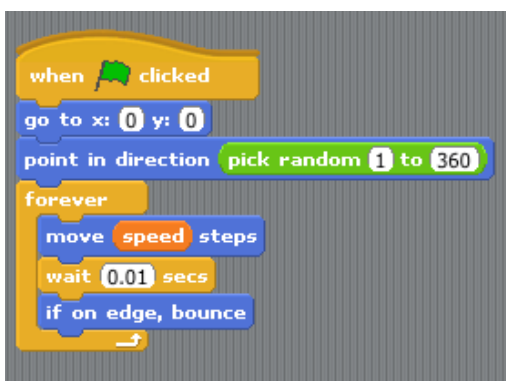 when clicked
go to x: 0 y: 0
point in direction pick random 1 to 360
forever
move speed steps
wait 0.01 secs
if on edge, bounce